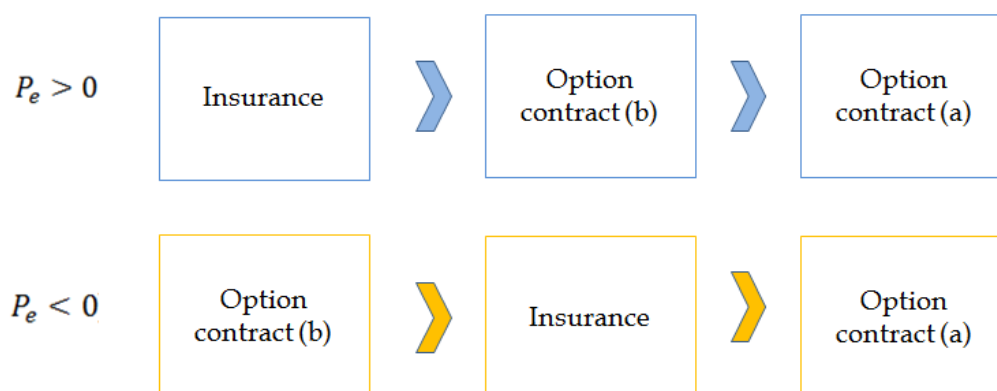 P_e > 0
Insurance
Option
contract (b)
Option
contract (a)
P_e < 0
Option
contract (b)
Insurance
Option
contract (a)